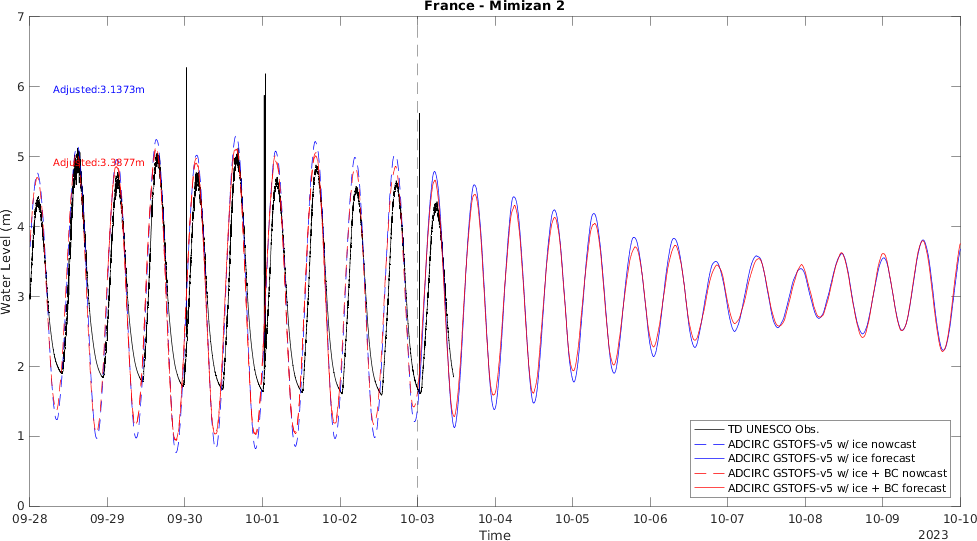 France - Mimizan 2
7
6
5
4
3
2
1
0
Water Level (m)
Adjusted:3.1373m
Adjusted:3.3877m
TD UNESCO Obs.
ADCIRC GSTOFS-v5 w/ ice nowcast
ADCIRC GSTOFS-v5 w/ ice forecast
ADCIRC GSTOFS-v5 w/ ice + BC nowcast
ADCIRC GSTOFS-v5 w/ ice + BC forecast
09-28 09-29 09-30 10-01 10-02 10-03 10-04 10-05 10-06 10-07 10-08 10-09 10-10
Time
2023